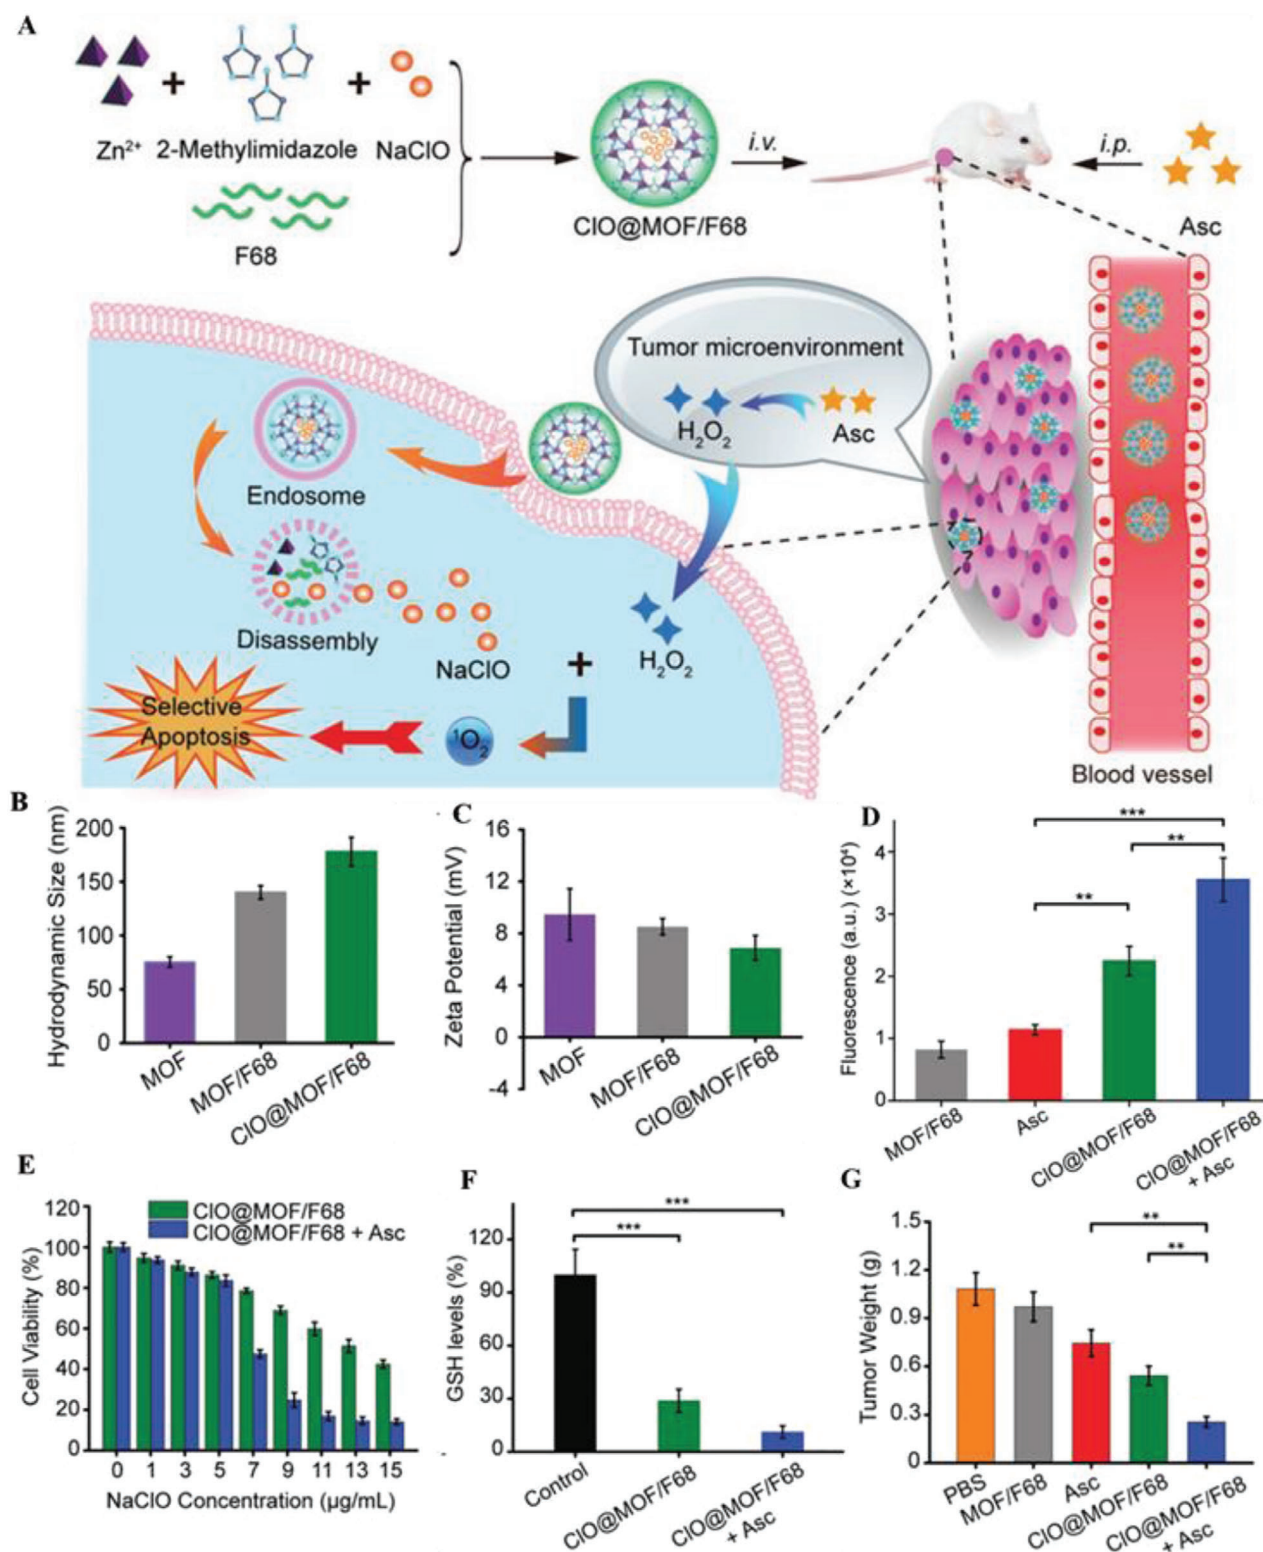 A
Zn²⁺ 2-Methylimidazole NaClO
F68
ClO@MOF/F68
i.v.
i.p.
Asc
Tumor microenvironment
H₂O₂ Asc
Endosome
Disassembly
NaClO
+
H₂O₂
Selective
Apoptosis
¹O₂
Blood vessel
B
Hydrodynamic Size (nm)
200
150
100
50
0
MOF
MOF/F68
ClO@MOF/F68
C
Zeta Potential (mV)
16
12
8
4
0
-4
MOF
MOF/F68
ClO@MOF/F68
D
Fluorescence (a.u.) (×10⁴)
4
3
2
1
0
***
**
**
MOF/F68
Asc
ClO@MOF/F68
ClO@MOF/F68
+ Asc
E
Cell Viability (%)
120
100
80
60
40
20
0
ClO@MOF/F68
ClO@MOF/F68 + Asc
0 1 3 5 7 9 11 13 15
NaClO Concentration (μg/mL)
F
GSH levels (%)
120
90
60
30
0
***
***
Control
ClO@MOF/F68
ClO@MOF/F68
+ Asc
G
Tumor Weight (g)
1.5
1.2
0.9
0.6
0.3
0
**
**
PBS
MOF/F68
Asc
ClO@MOF/F68
ClO@MOF/F68
+ Asc